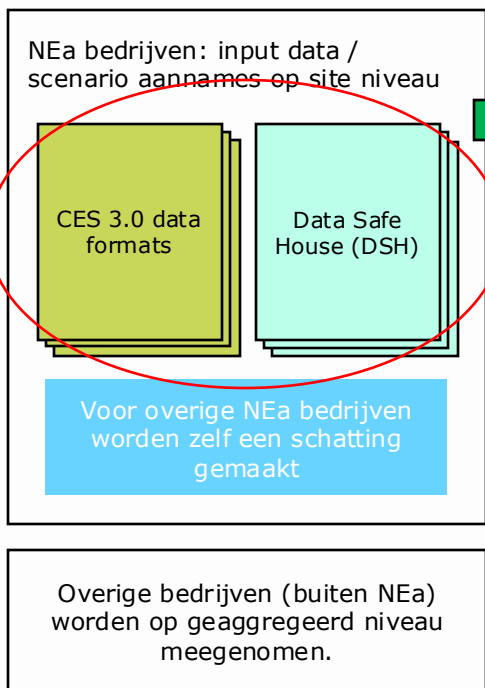 NEa bedrijven: input data /
scenario aannames op site niveau
CES 3.0 data
formats
Data Safe
House (DSH)
Voor overige NEa bedrijven
worden zelf een schatting
gemaakt
Overige bedrijven (buiten NEa)
worden op geaggregeerd niveau
meegenomen.